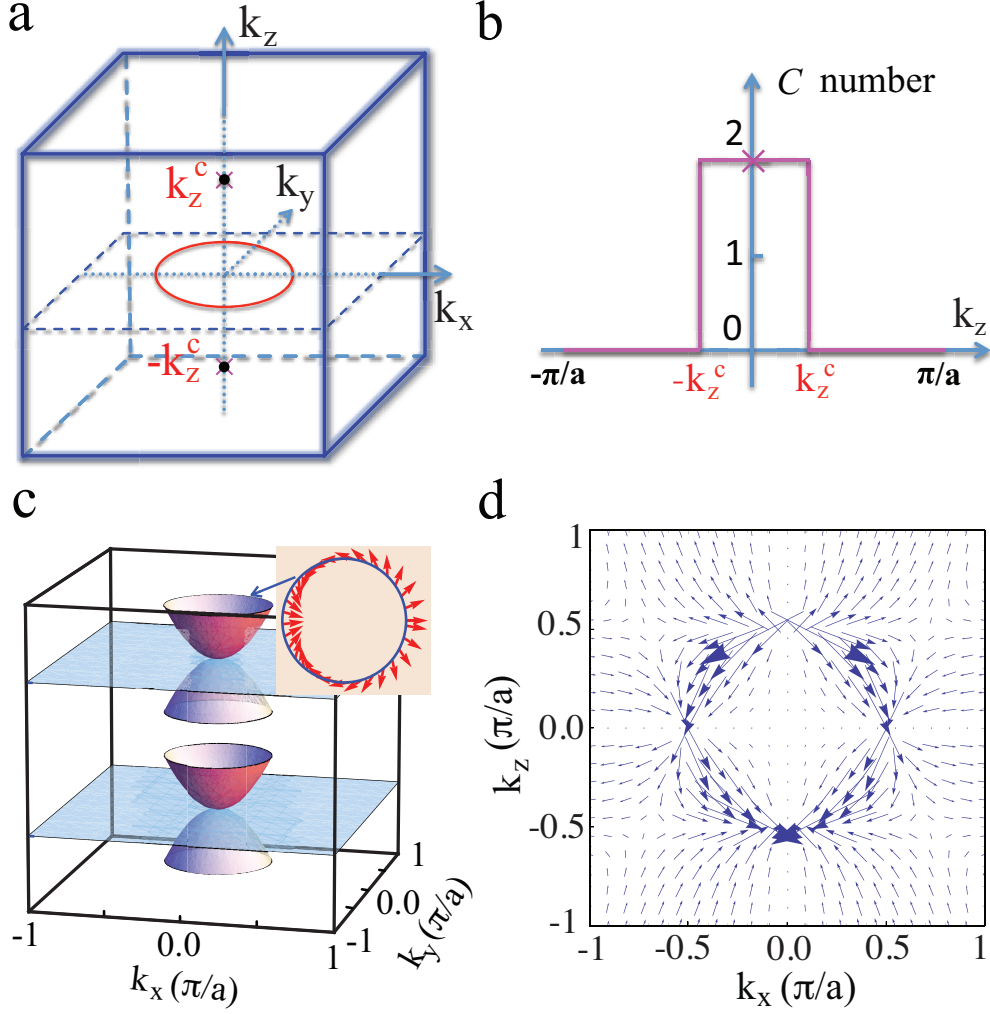 a
k_z
k_z^c
k_y
k_x
-k_z^c
b
C number
2
1
0
k_z
-π/a
-k_z^c
k_z^c
π/a
c
1
0.0
-1
k_y (π/a)
-1
0.0
1
k_x (π/a)
d
1
0.5
0.0
-0.5
-1
k_z (π/a)
-1
-0.5
0.0
0.5
1
k_x (π/a)